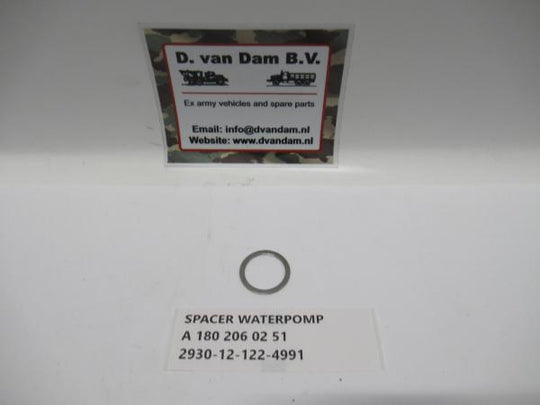 D. van Dam B.V.
Ex army vehicles and spare parts
Email: info@dvandam.nl
Website: www.dvandam.nl
SPACER WATERPOMP
A 180 206 02 51
2930-12-122-4991